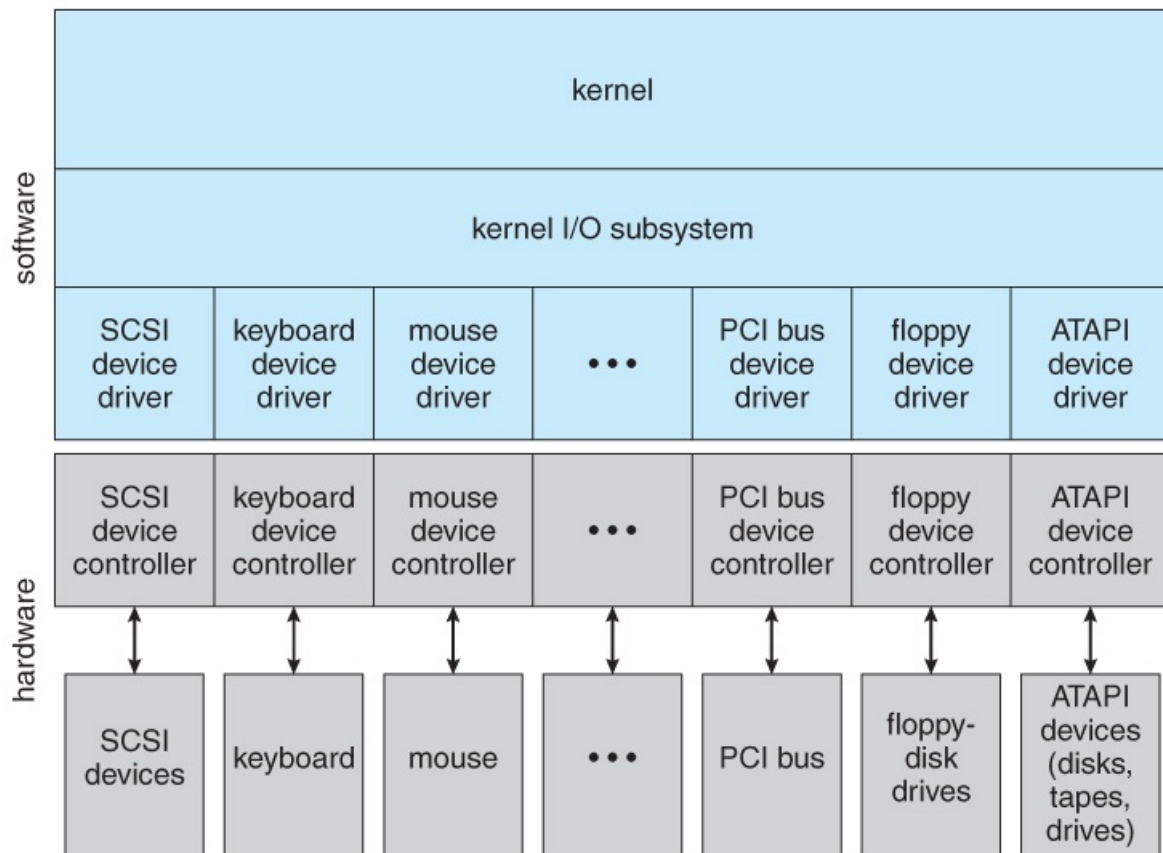 kernel
software
kernel I/O subsystem
SCSI
device
driver
keyboard
device
driver
mouse
device
driver
•••
PCI bus
device
driver
floppy
device
driver
ATAPI
device
driver
hardware
SCSI
device
controller
keyboard
device
controller
mouse
device
controller
•••
PCI bus
device
controller
floppy
device
controller
ATAPI
device
controller
SCSI
devices
keyboard
mouse
•••
PCI bus
floppy-
disk
drives
ATAPI
devices
(disks,
tapes,
drives)